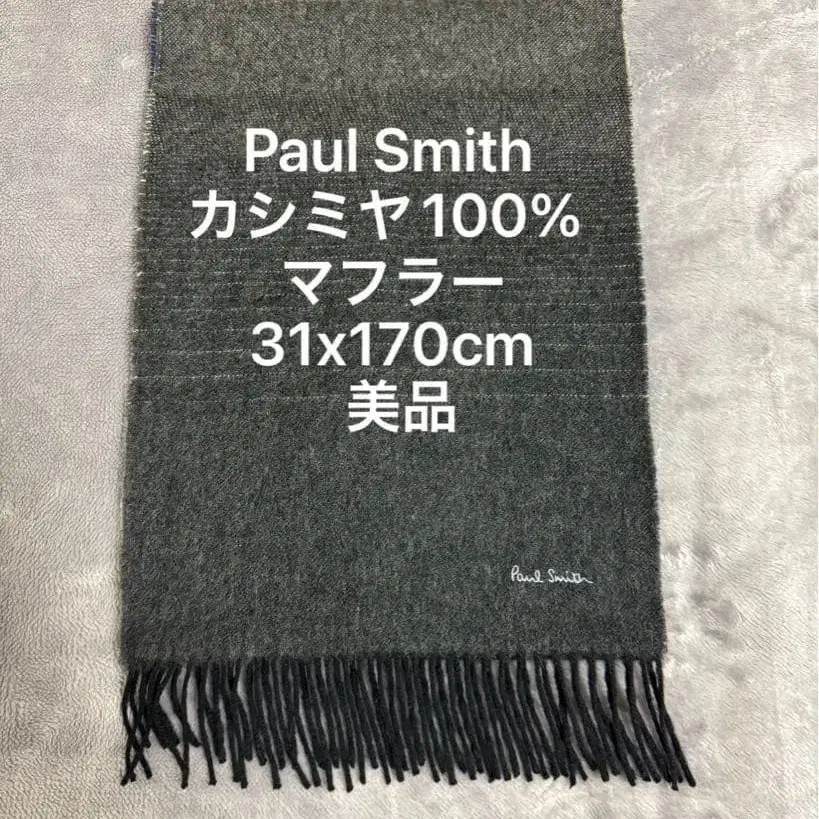 Paul Smith
カシミヤ100%
マフラー
31x170cm
美品
Paul Smith